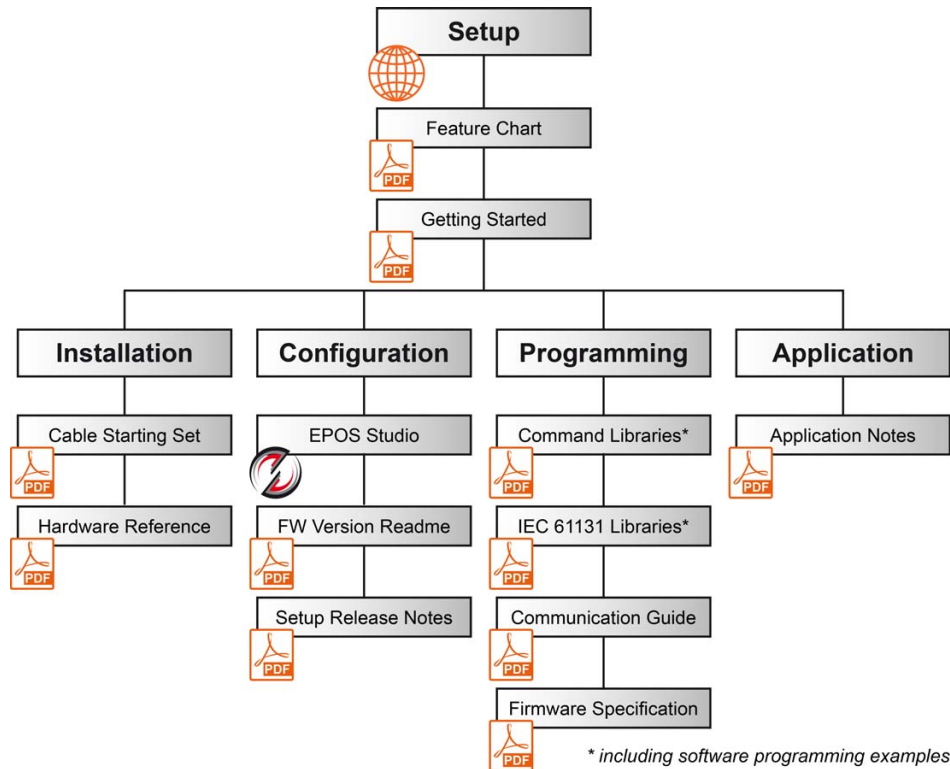 Setup
Feature Chart
PDF
Getting Started
PDF
Installation
Configuration
Programming
Application
Cable Starting Set
EPOS Studio
Command Libraries*
Application Notes
PDF
PDF
PDF
Hardware Reference
FW Version Readme
IEC 61131 Libraries*
PDF
PDF
PDF
Setup Release Notes
Communication Guide
PDF
PDF
Firmware Specification
PDF
* including software programming examples